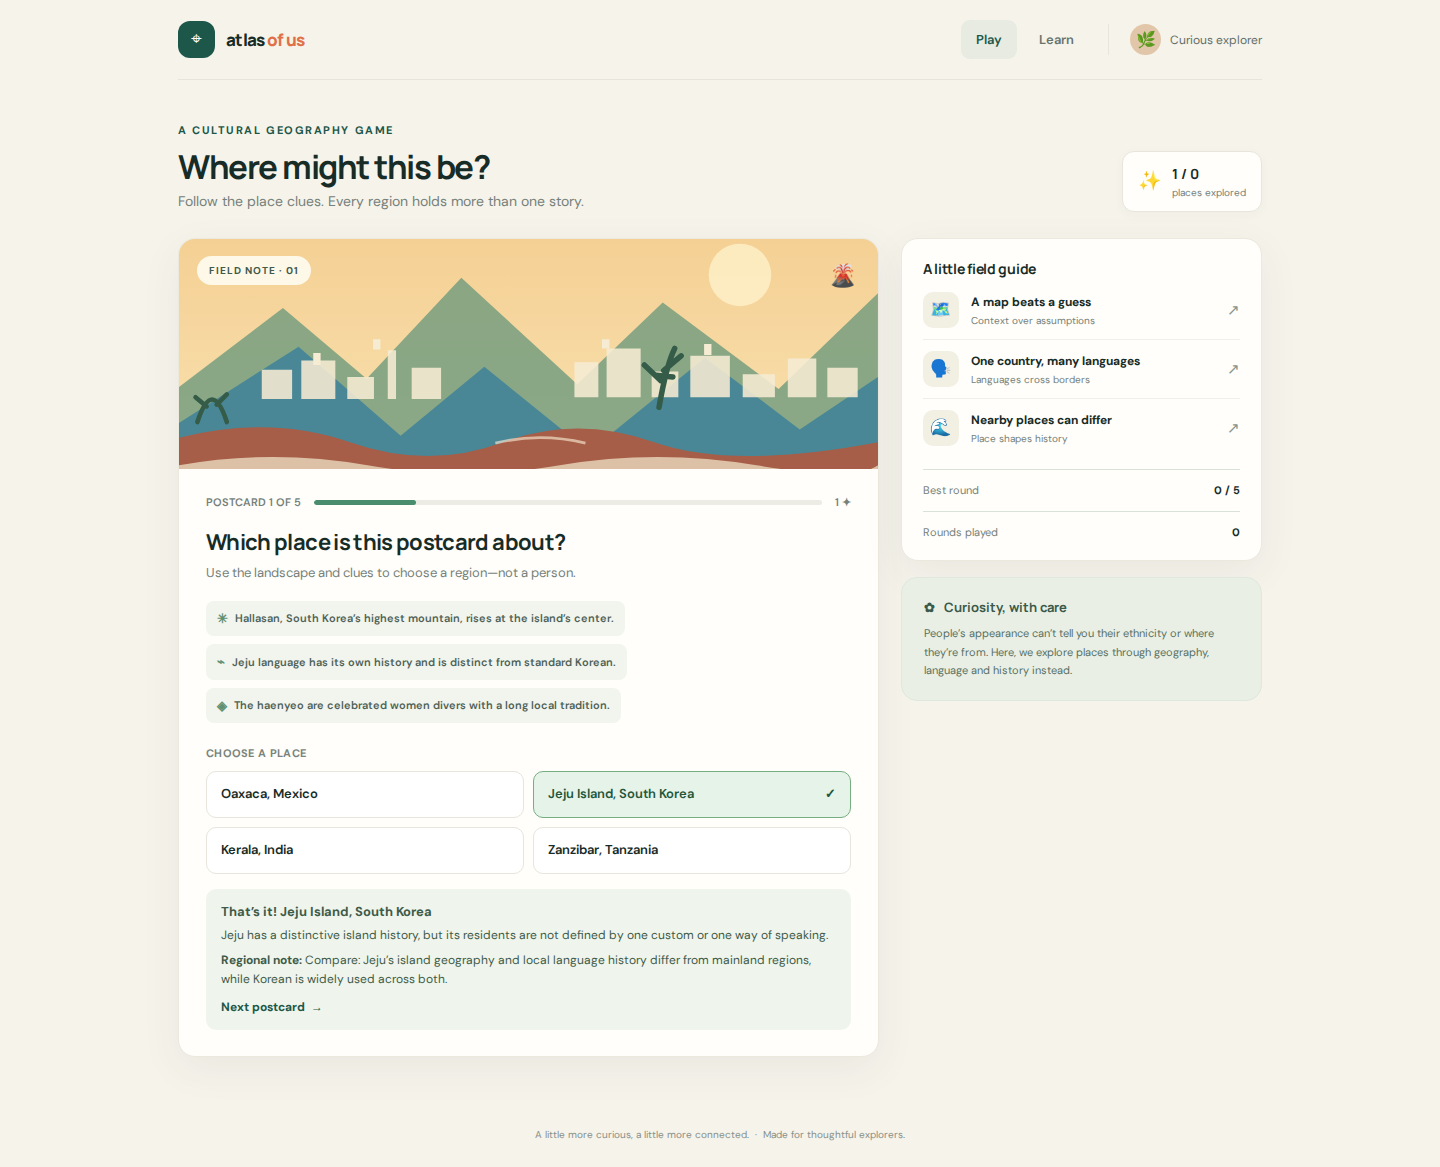 atlas of us
Play
Learn
Curious explorer
A CULTURAL GEOGRAPHY GAME
Where might this be?
Follow the place clues. Every region holds more than one story.
1 / 0
places explored
FIELD NOTE · 01
POSTCARD 1 OF 5
1 ✦
Which place is this postcard about?
Use the landscape and clues to choose a region—not a person.
Hallasan, South Korea’s highest mountain, rises at the island’s center.
Jeju language has its own history and is distinct from standard Korean.
The haenyeo are celebrated women divers with a long local tradition.
CHOOSE A PLACE
Oaxaca, Mexico
Jeju Island, South Korea ✓
Kerala, India
Zanzibar, Tanzania
That’s it! Jeju Island, South Korea
Jeju has a distinctive island history, but its residents are not defined by one custom or one way of speaking.
Regional note: Compare: Jeju’s island geography and local language history differ from mainland regions,
while Korean is widely used across both.
Next postcard →
A little field guide
A map beats a guess
Context over assumptions
↗
One country, many languages
Languages cross borders
↗
Nearby places can differ
Place shapes history
↗
Best round
0 / 5
Rounds played
0
Curiosity, with care
People’s appearance can’t tell you their ethnicity or where
they’re from. Here, we explore places through geography,
language and history instead.
A little more curious, a little more connected. · Made for thoughtful explorers.